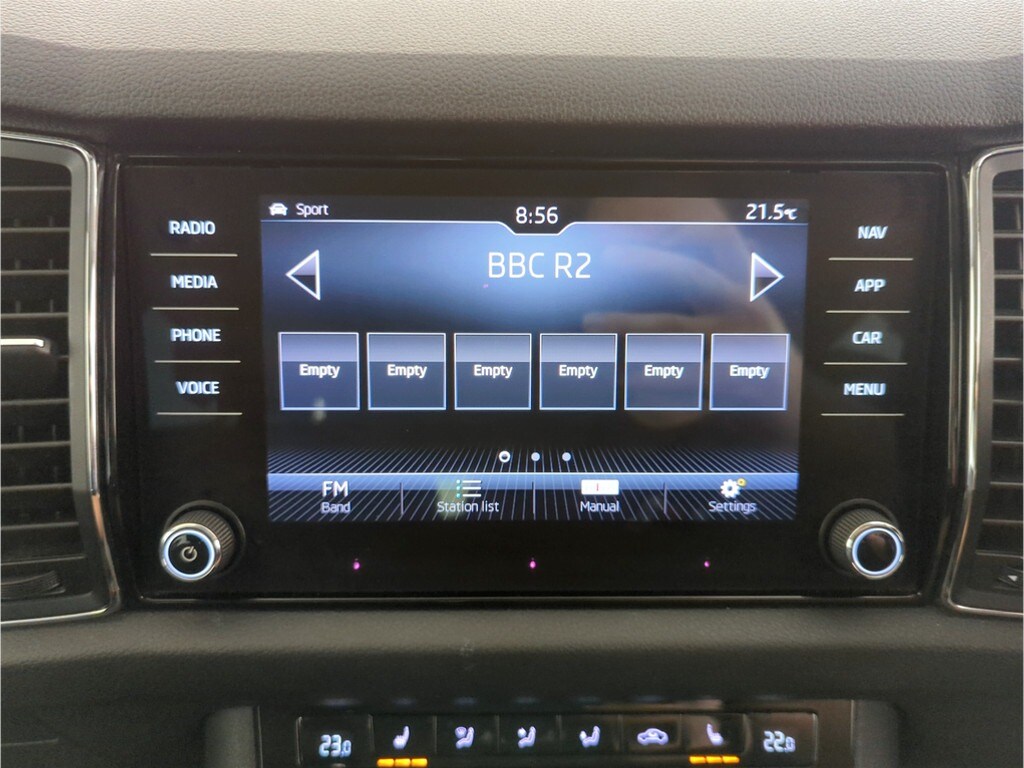 Sport
8:56
21.5°C
RADIO
MEDIA
PHONE
VOICE
BBC R2
NAV
APP
CAR
MENU
Empty Empty Empty Empty Empty Empty
FM
Band
Station list
Manual
Settings
23.0
22.0